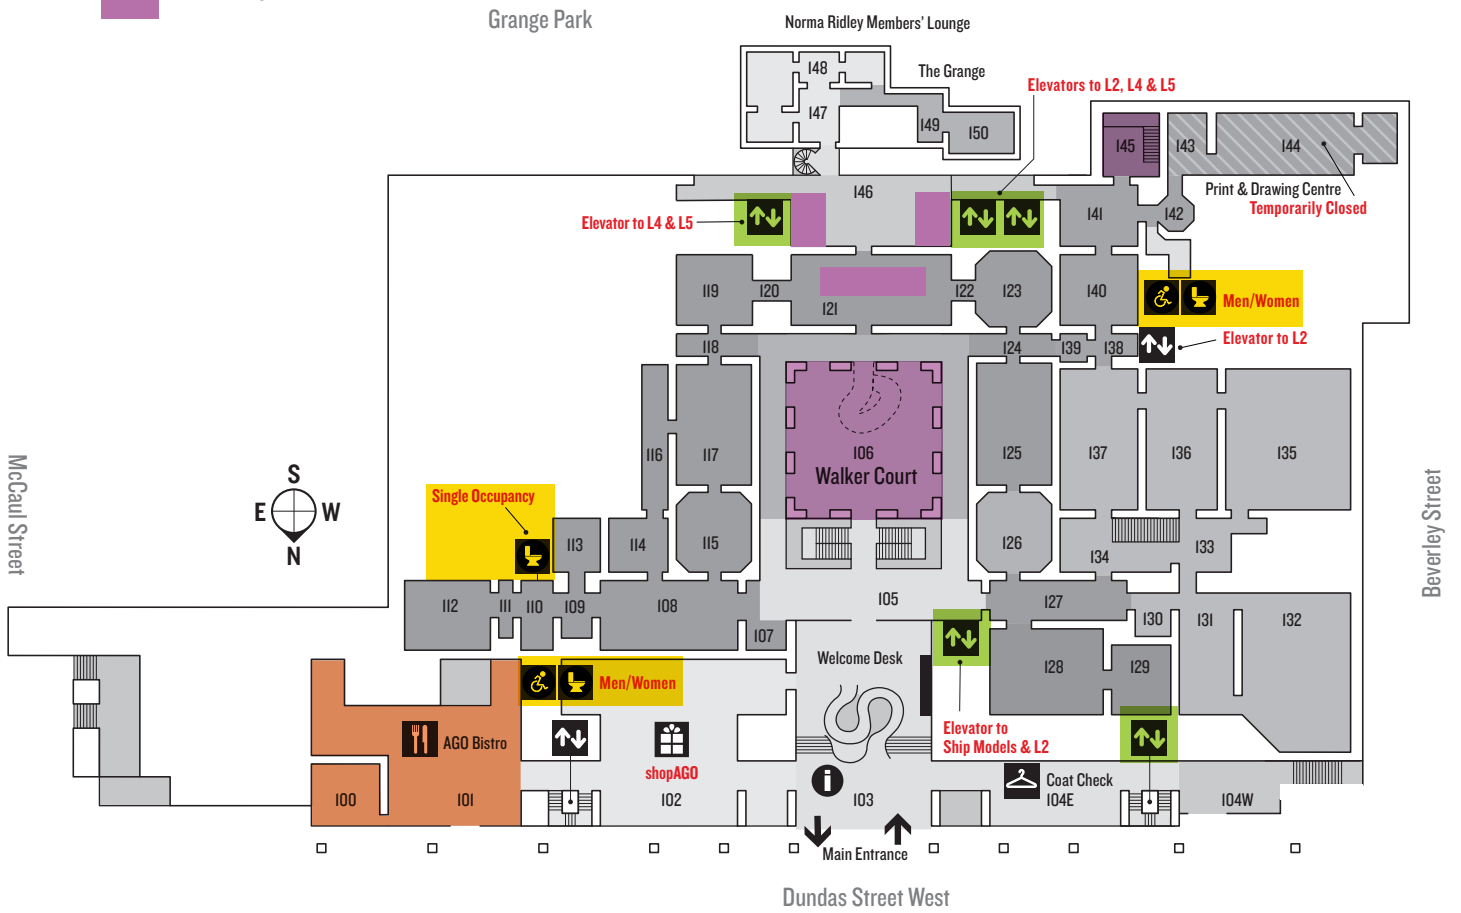 Grange Park
Norma Ridley Members' Lounge
148
The Grange
Elevators to L2, L4 & L5
147
149
150
145
143
144
146
Print & Drawing Centre
Temporarily Closed
Elevator to L4 & L5
141
142
119
120
121
122
123
140
Men/Women
118
124
139
138
Elevator to L2
106
Walker Court
116
117
125
137
136
135
McCaul Street
Beverley Street
S
E
W
N
Single Occupancy
113
114
115
126
134
133
112
111
110
109
108
107
105
127
130
131
132
Welcome Desk
128
129
Men/Women
AGO Bistro
shopAGO
Elevator to
Ship Models & L2
i
Coat Check
100
101
102
103
104E
104W
Main Entrance
Dundas Street West